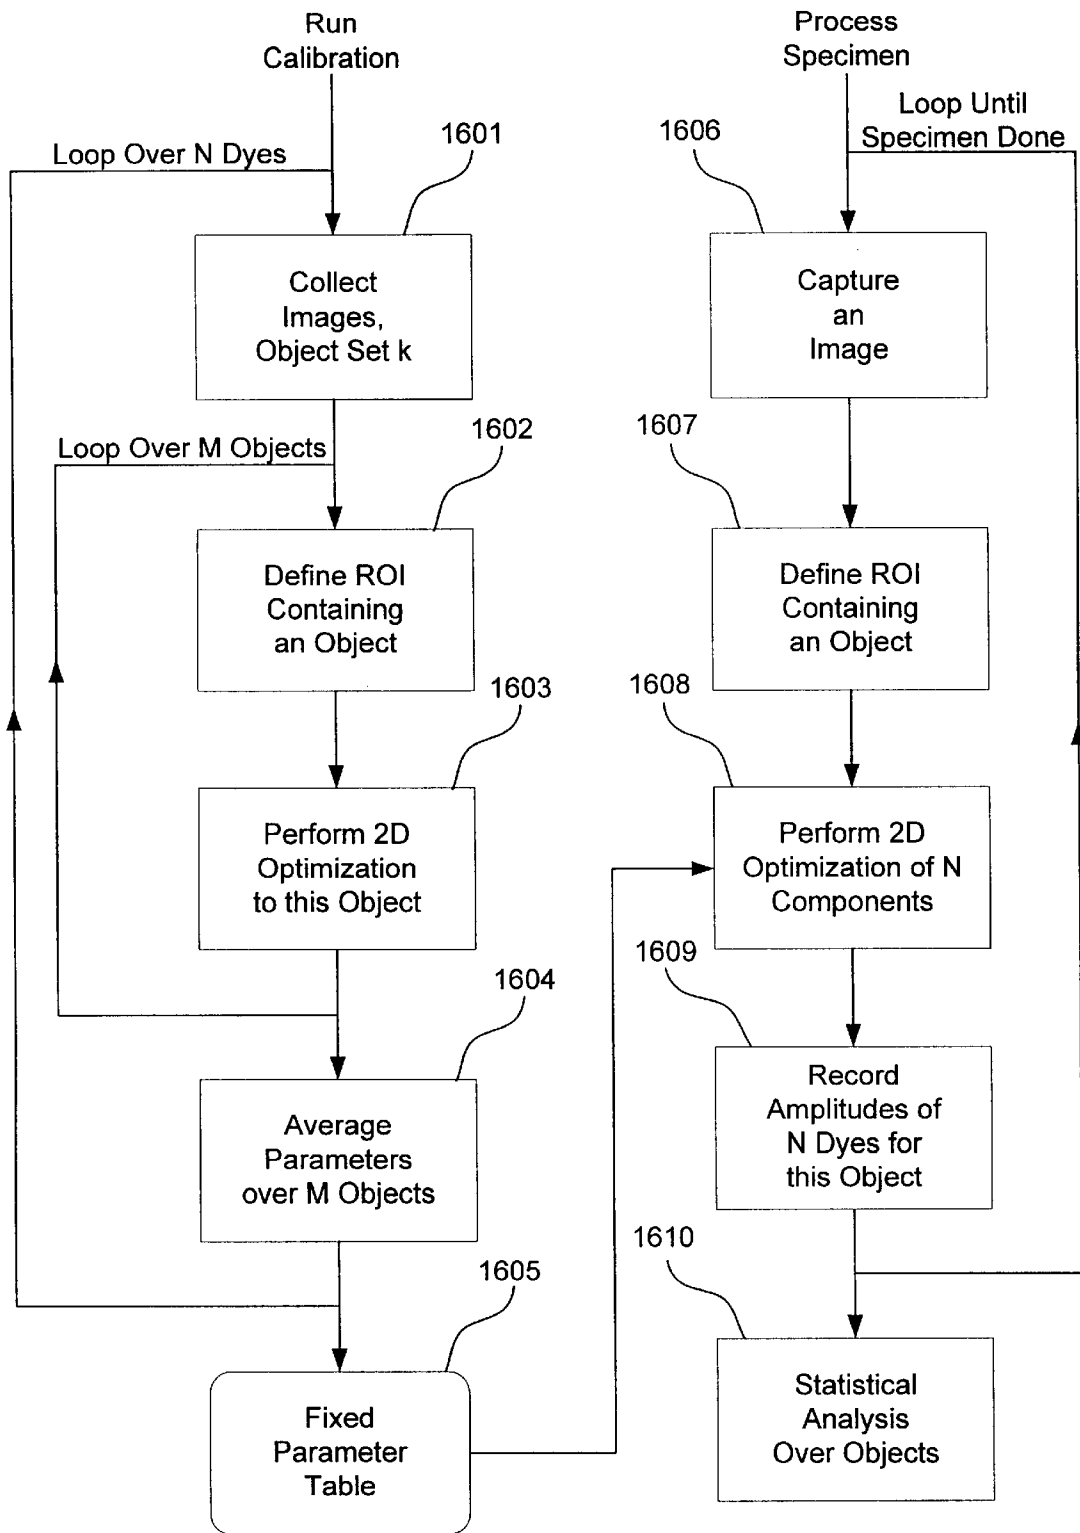 Run
Calibration
Loop Over N Dyes
1601
Collect
Images,
Object Set k
Loop Over M Objects
1602
Define ROI
Containing
an Object
1603
Perform 2D
Optimization
to this Object
1604
Average
Parameters
over M Objects
1605
Fixed
Parameter
Table
Process
Specimen
Loop Until
Specimen Done
1606
Capture
an
Image
1607
Define ROI
Containing
an Object
1608
Perform 2D
Optimization of N
Components
1609
Record
Amplitudes of
N Dyes for
this Object
1610
Statistical
Analysis
Over Objects